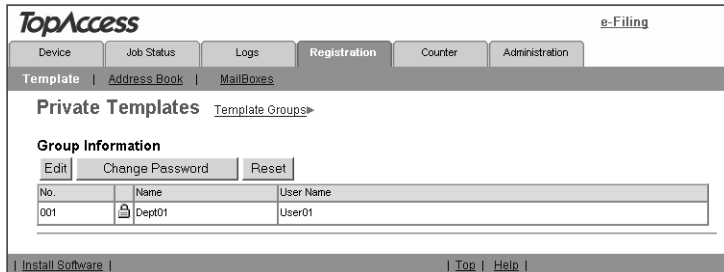 TopAccess e-Filing
Device Job Status Logs Registration Counter Administration
Template | Address Book | MailBoxes
Private Templates Template Groups▶
Group Information
Edit Change Password Reset
No. Name User Name
001 Dept01 User01
| Install Software | | Top | Help |